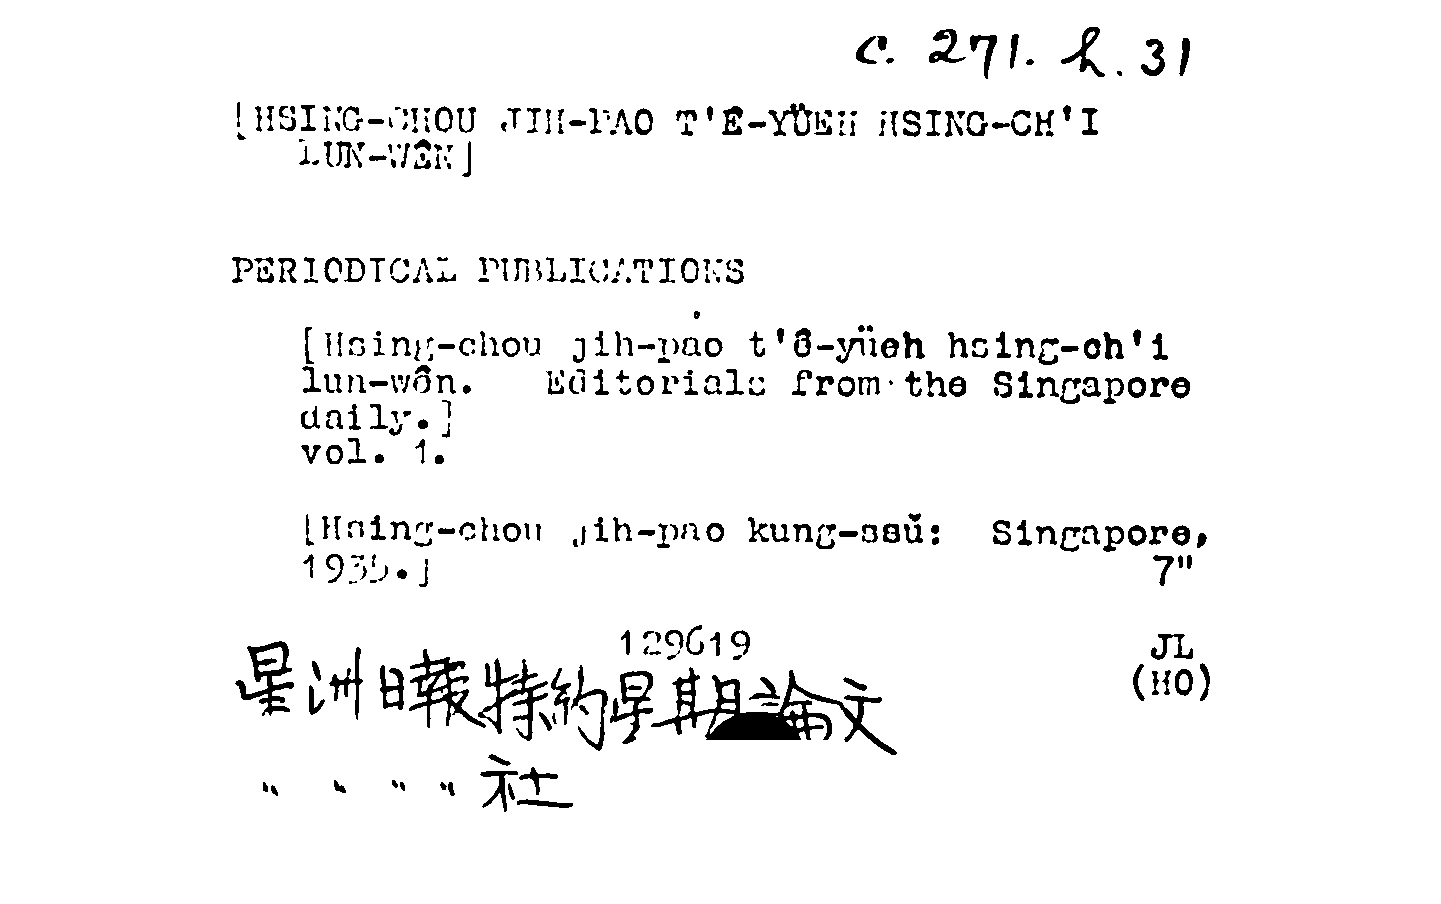 c. 271. h. 31
[HSING-CHOU JIH-PAO T'Ê-YÜEH HSING-CH'I
LUN-WÊN]
PERIODICAL PUBLICATIONS
[Hsing-chou jih-pao t'ê-yüeh hsing-ch'i
lun-wên. Editorials from the Singapore
daily.]
vol. 1.
[Hsing-chou jih-pao kung-ssŭ: Singapore,
1935.] 7"
129619 JL
星洲日報特約星期論文 (HO)
" " " " 社